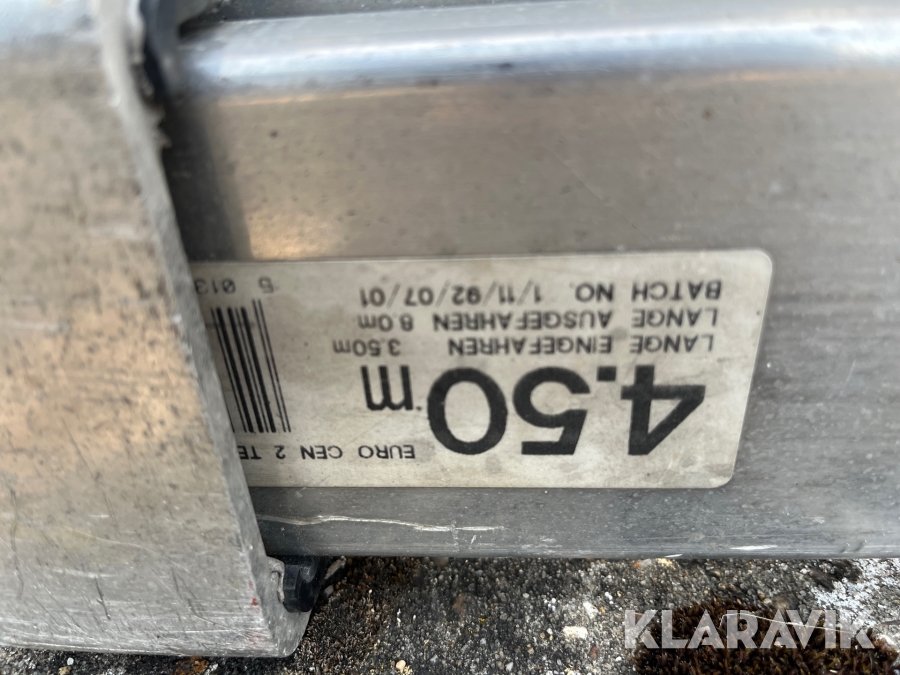 EURO CEN 2 TE
4.50 m
LANGE EINGEFAHREN 3.50m
LANGE AUSGEFAHREN 8.0m
BATCH NO. 1/11/92/07/01
5 013
KLARAVIK